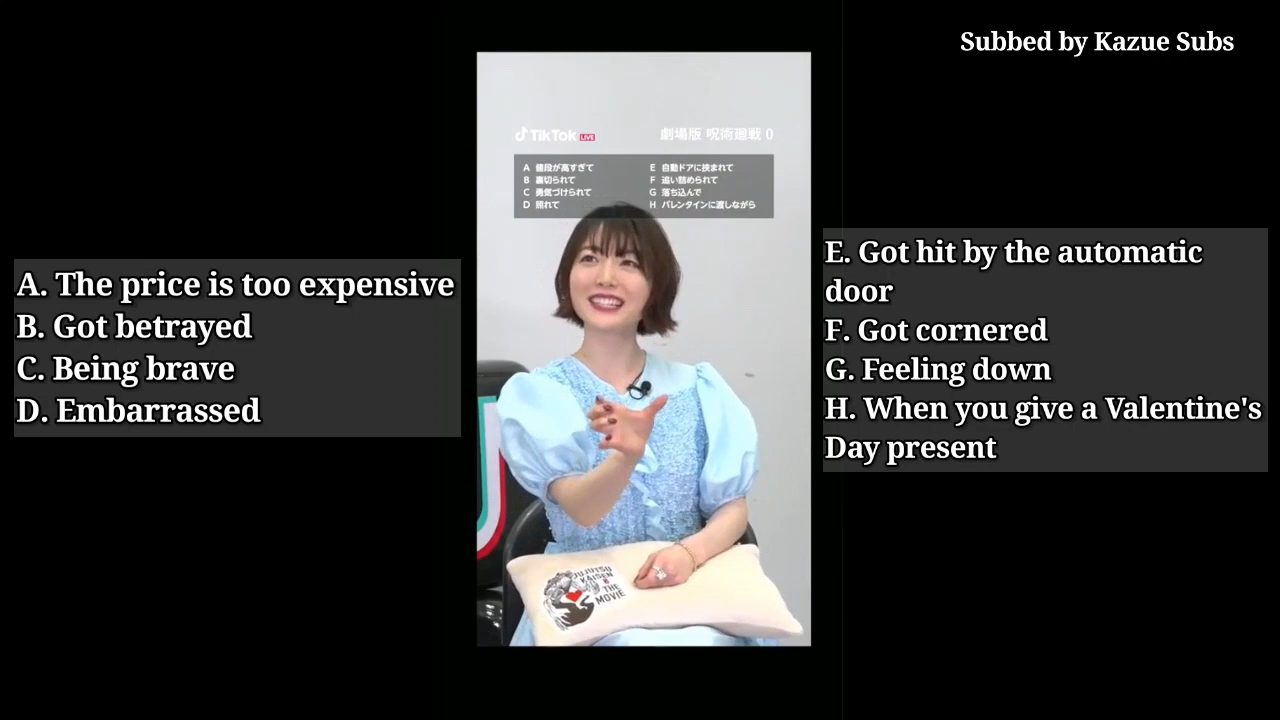 Subbed by Kazue Subs
TikTok LIVE
劇場版 呪術廻戦 0
A 値段が高すぎて
B 裏切られて
C 勇気づけられて
D 照れて
E 自動ドアに挟まれて
F 追い詰められて
G 落ち込んで
H バレンタインに渡しながら
A. The price is too expensive
B. Got betrayed
C. Being brave
D. Embarrassed
E. Got hit by the automatic
door
F. Got cornered
G. Feeling down
H. When you give a Valentine's
Day present
JUJUTSU
KAISEN
0
THE
MOVIE